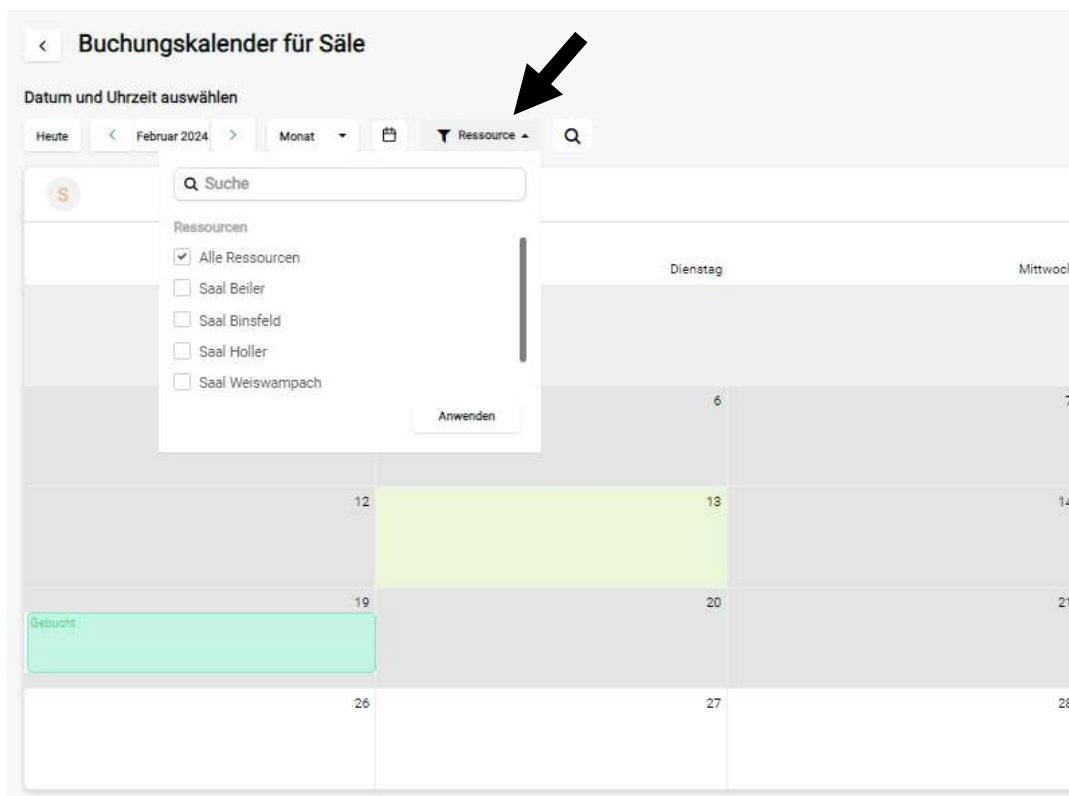 Buchungskalender für Säle
Datum und Uhrzeit auswählen
Heute Februar 2024 Monat Ressource
S
Suche
Ressourcen
Alle Ressourcen
Saal Beiler
Saal Binsfeld
Saal Holler
Saal Weiswampach
Anwenden
Dienstag
6
12 13
19 20
Gebucht
26 27